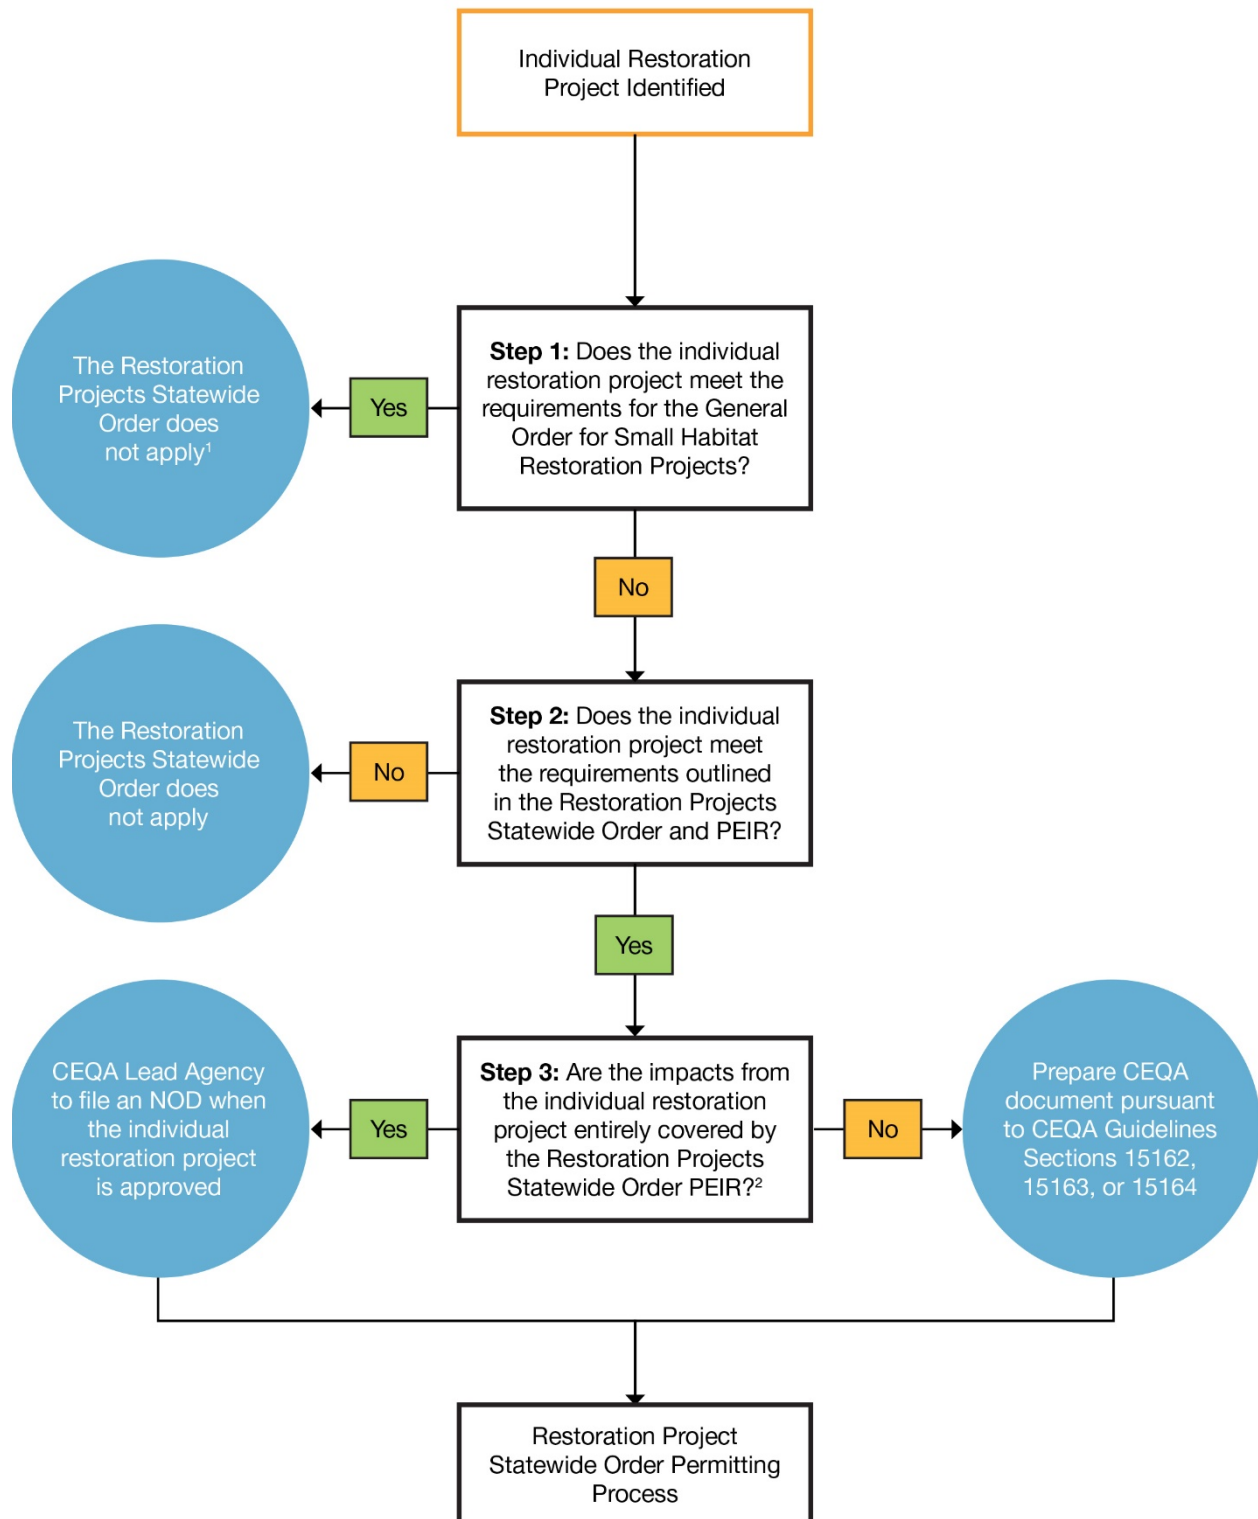 Individual Restoration
Project Identified
Step 1: Does the individual
restoration project meet the
requirements for the General
Order for Small Habitat
Restoration Projects?
Yes
The Restoration
Projects Statewide
Order does
not apply¹
No
Step 2: Does the individual
restoration project meet
the requirements outlined
in the Restoration Projects
Statewide Order and PEIR?
No
The Restoration
Projects Statewide
Order does
not apply
Yes
Step 3: Are the impacts from
the individual restoration
project entirely covered by
the Restoration Projects
Statewide Order PEIR?²
Yes
CEQA Lead Agency
to file an NOD when
the individual
restoration project
is approved
No
Prepare CEQA
document pursuant
to CEQA Guidelines
Sections 15162,
15163, or 15164
Restoration Project
Statewide Order Permitting
Process